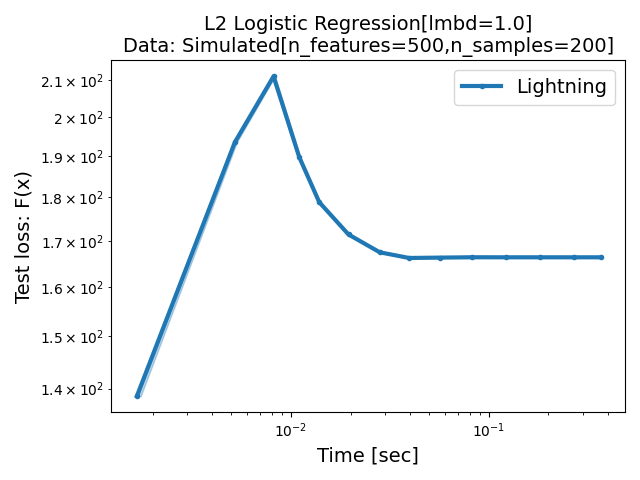 L2 Logistic Regression[lmbd=1.0]
Data: Simulated[n_features=500,n_samples=200]
Test loss: F(x)
2.1 × 10²
2 × 10²
1.9 × 10²
1.8 × 10²
1.7 × 10²
1.6 × 10²
1.5 × 10²
1.4 × 10²
Lightning
10⁻²
10⁻¹
Time [sec]